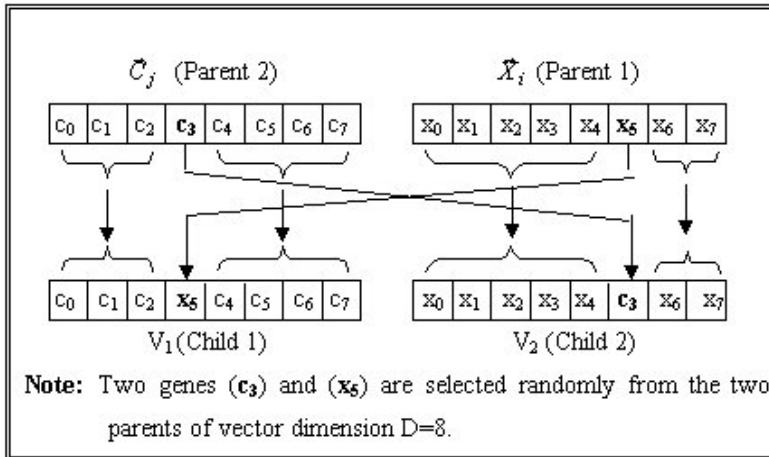 C⃗j (Parent 2) X⃗i (Parent 1)
C0 C1 C2 c3 C4 C5 C6 C7 X0 X1 X2 X3 X4 x5 X6 X7
C0 C1 C2 x5 C4 C5 C6 C7 X0 X1 X2 X3 X4 c3 X6 X7
V1(Child 1) V2 (Child 2)
Note: Two genes (c3) and (x5) are selected randomly from the two
parents of vector dimension D=8.